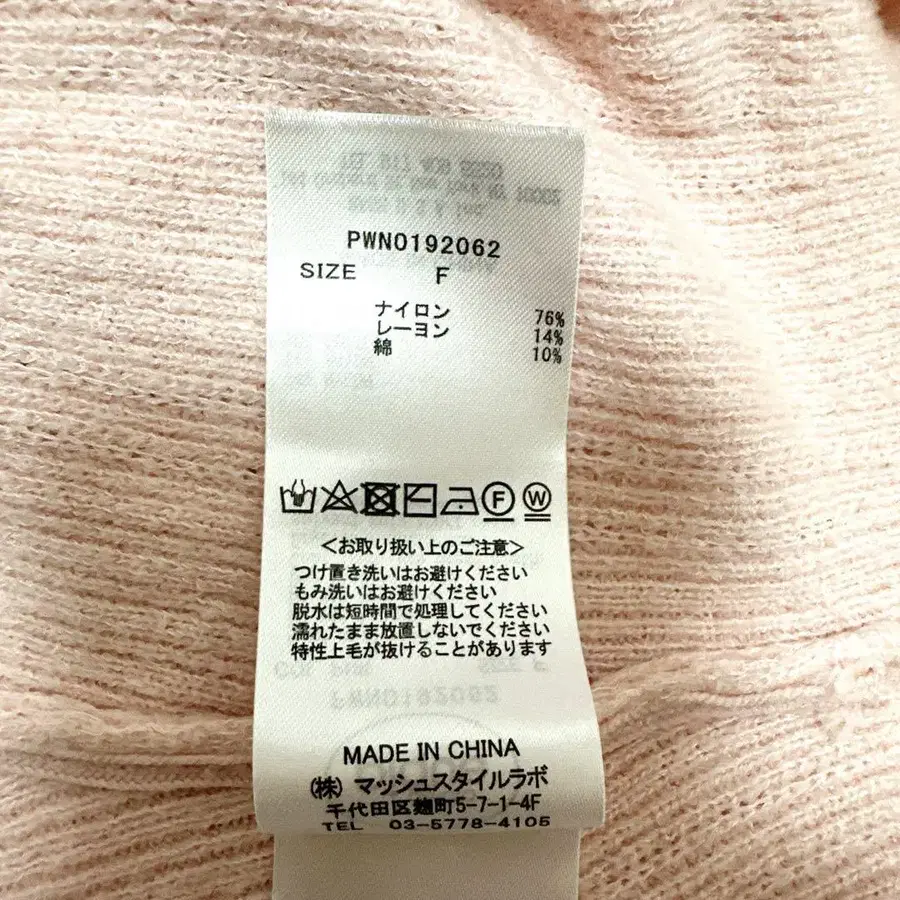 PWNO192062
SIZE F
ナイロン 76%
レーヨン 14%
綿 10%
F W
<お取り扱い上のご注意>
つけ置き洗いはお避けください
もみ洗いはお避けください
脱水は短時間で処理してください
濡れたまま放置しないでください
特性上毛が抜けることがあります
MADE IN CHINA
(株) マッシュスタイルラボ
千代田区麹町5-7-1-4F
TEL 03-5778-4105